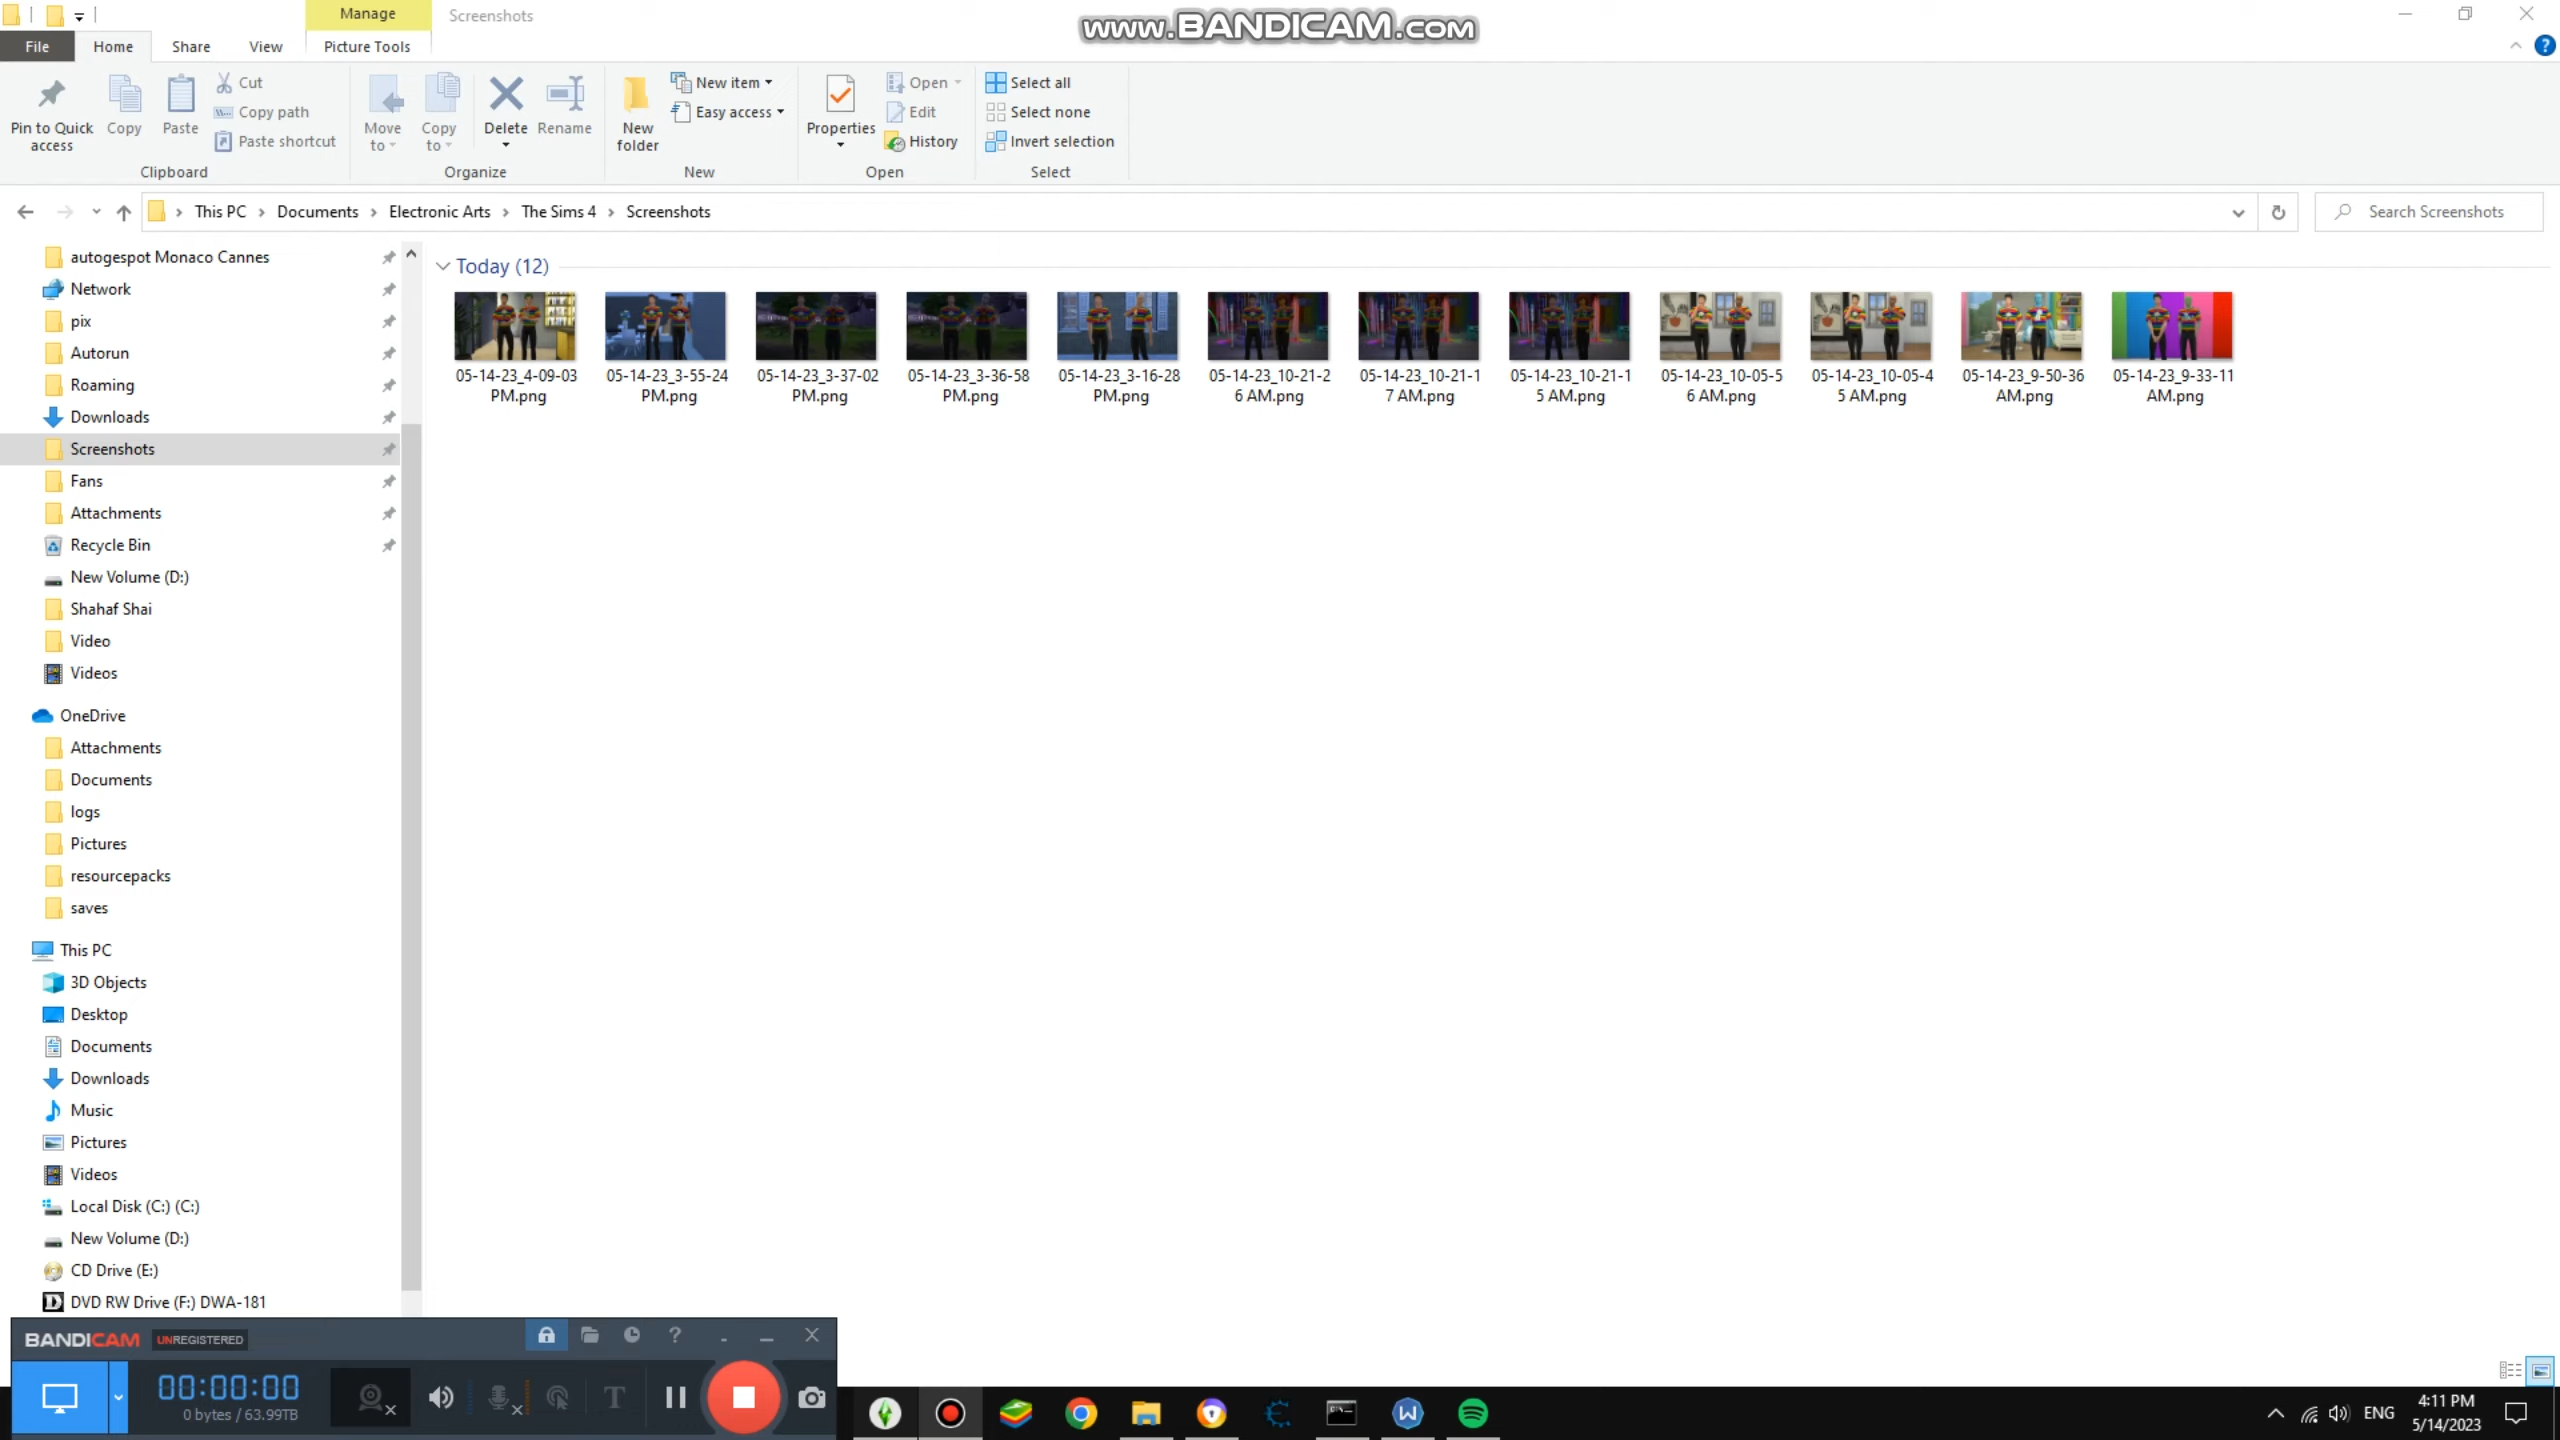 Manage
Screenshots
www.BANDICAM.com
File
Home
Share
View
Picture Tools
Pin to Quick access
Copy
Paste
Cut
Copy path
Paste shortcut
Clipboard
Move to
Copy to
Delete
Rename
Organize
New folder
New item
Easy access
New
Properties
Open
Edit
History
Open
Select all
Select none
Invert selection
Select
This PC
Documents
Electronic Arts
The Sims 4
Screenshots
Search Screenshots
autogespot Monaco Cannes
Network
pix
Autorun
Roaming
Downloads
Screenshots
Fans
Attachments
Recycle Bin
New Volume (D:)
Shahaf Shai
Video
Videos
OneDrive
Attachments
Documents
logs
Pictures
resourcepacks
saves
This PC
3D Objects
Desktop
Documents
Downloads
Music
Pictures
Videos
Local Disk (C:) (C:)
New Volume (D:)
CD Drive (E:)
DVD RW Drive (F:) DWA-181
Today (12)
05-14-23_4-09-03
PM.png
05-14-23_3-55-24
PM.png
05-14-23_3-37-02
PM.png
05-14-23_3-36-58
PM.png
05-14-23_3-16-28
PM.png
05-14-23_10-21-2
6 AM.png
05-14-23_10-21-1
7 AM.png
05-14-23_10-21-1
5 AM.png
05-14-23_10-05-5
6 AM.png
05-14-23_10-05-4
5 AM.png
05-14-23_9-50-36
AM.png
05-14-23_9-33-11
AM.png
BANDICAM UNREGISTERED
00:00:00
0 bytes / 63.99TB
ENG
4:11 PM
5/14/2023